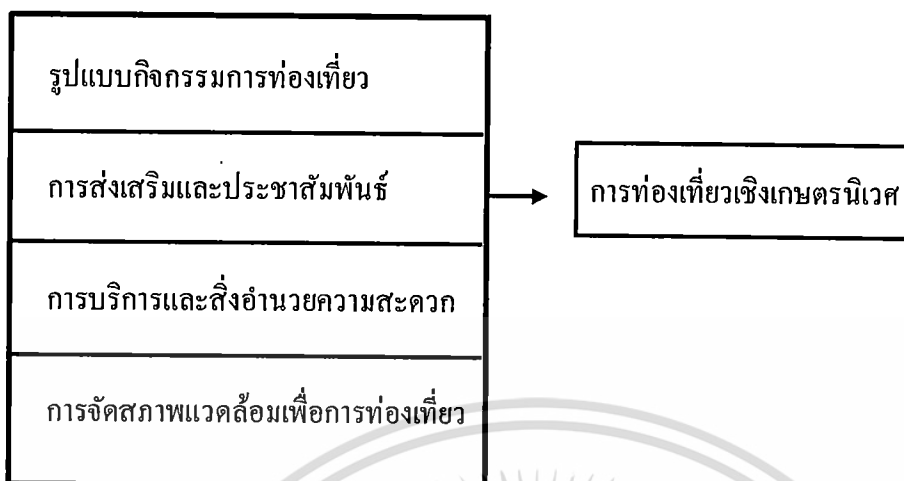 รูปแบบกิจกรรมการท่องเที่ยว
การส่งเสริมและประชาสัมพันธ์
การท่องเที่ยวเชิงเกษตรนิเวศ
การบริการและสิ่งอำนวยความสะดวก
การจัดสภาพแวดล้อมเพื่อการท่องเที่ยว